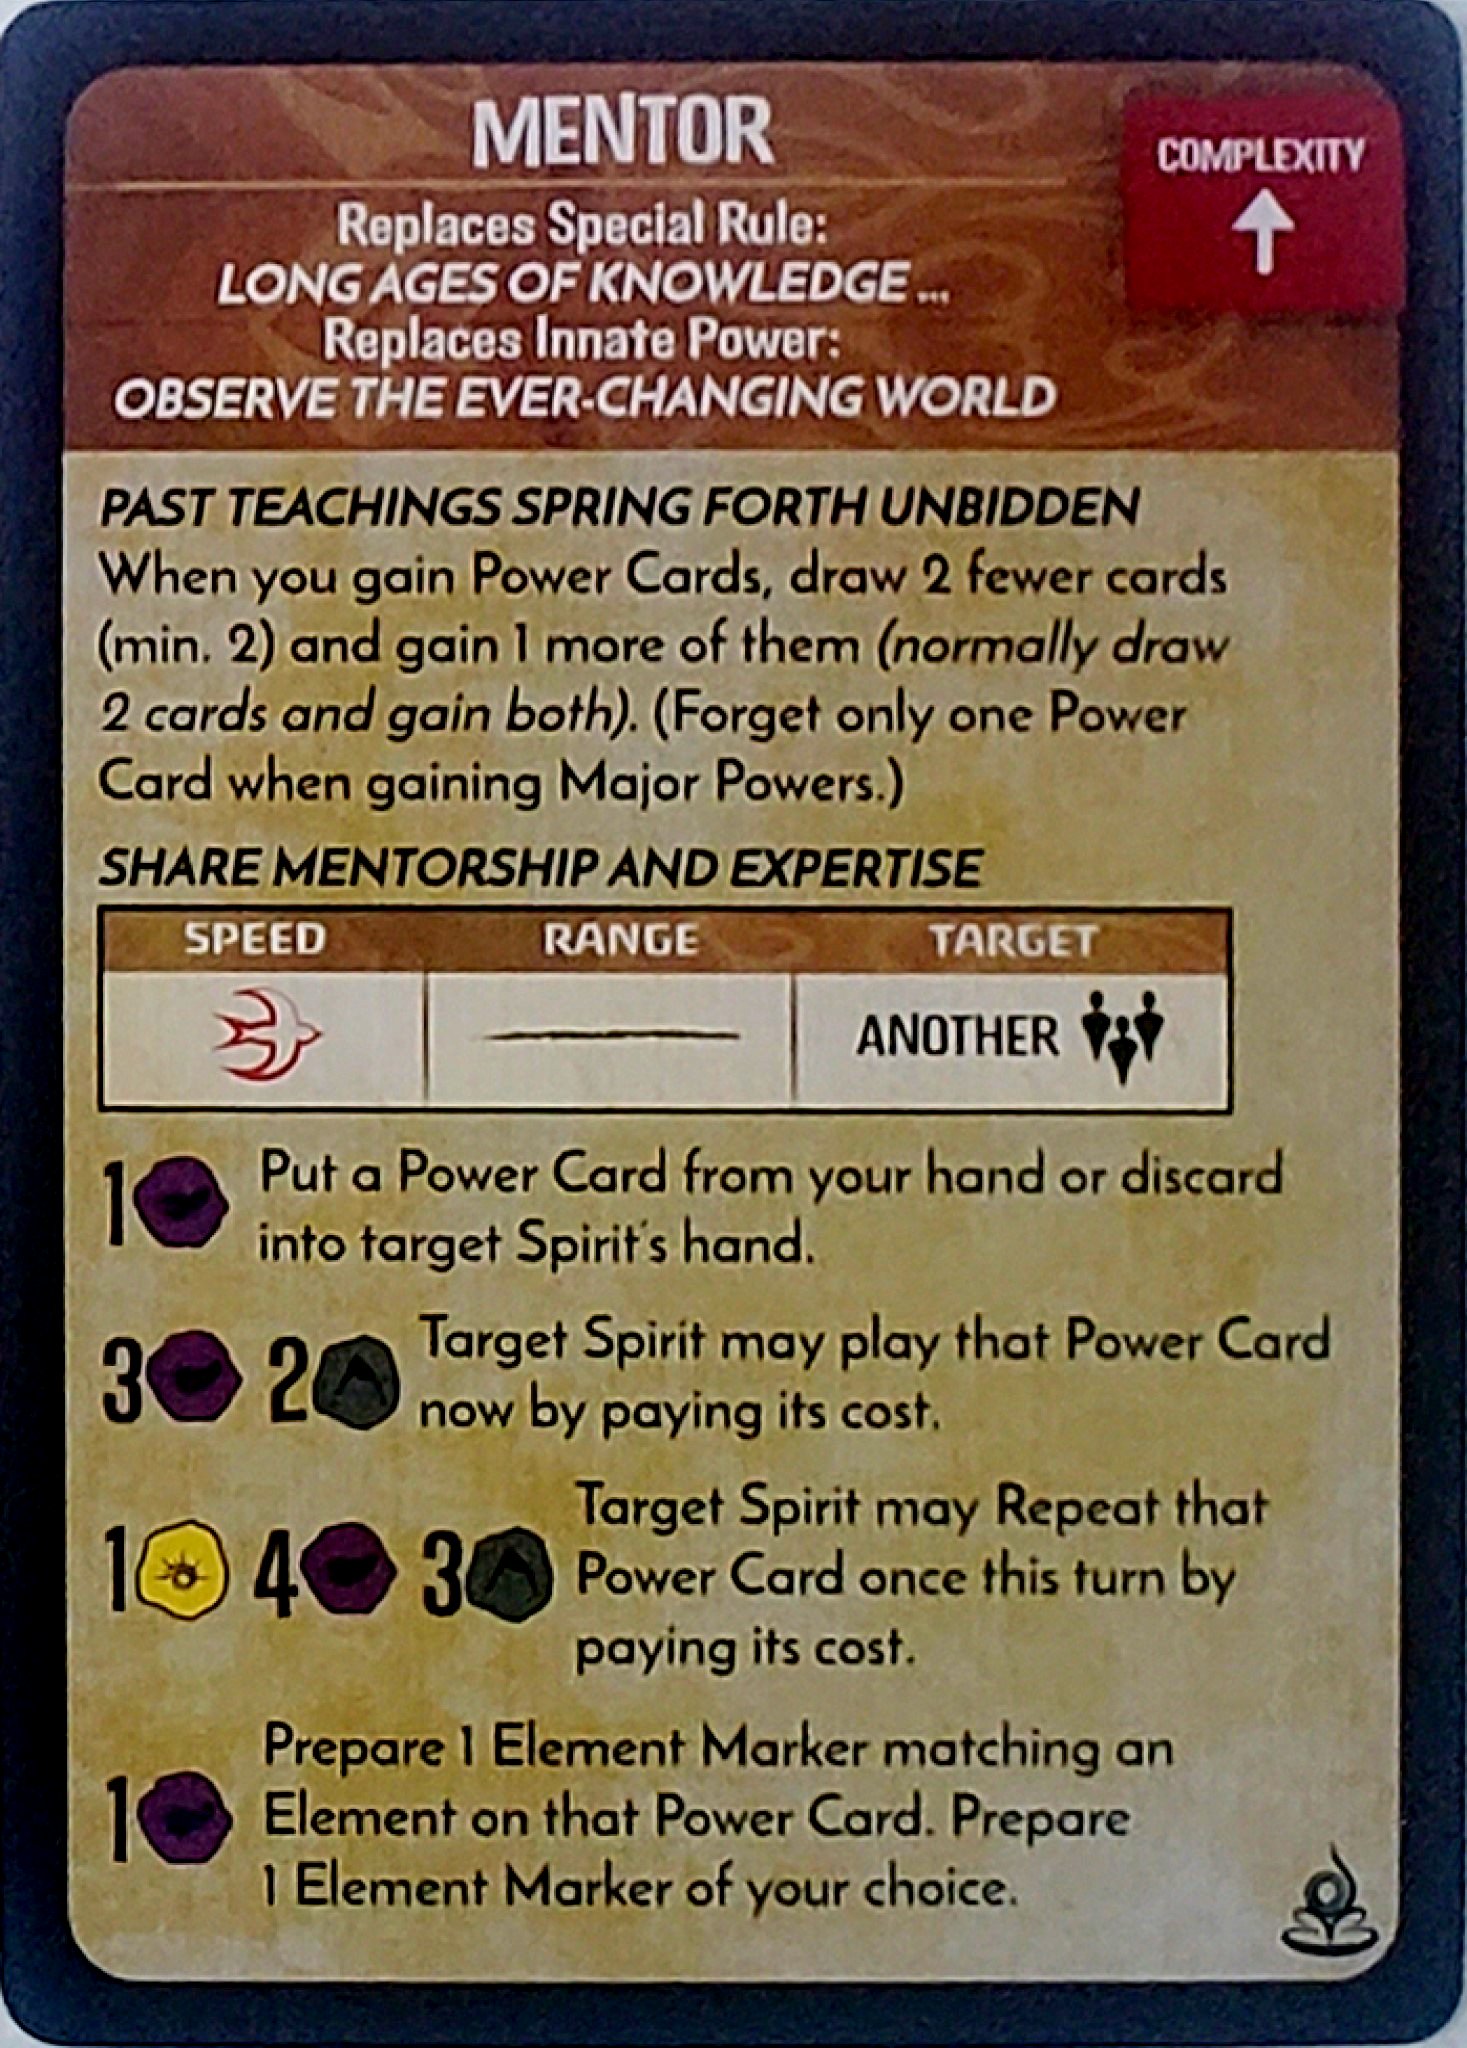 MENTOR
COMPLEXITY
Replaces Special Rule:
LONG AGES OF KNOWLEDGE ...
Replaces Innate Power:
OBSERVE THE EVER-CHANGING WORLD
PAST TEACHINGS SPRING FORTH UNBIDDEN
When you gain Power Cards, draw 2 fewer cards
(min. 2) and gain 1 more of them (normally draw
2 cards and gain both). (Forget only one Power
Card when gaining Major Powers.)
SHARE MENTORSHIP AND EXPERTISE
SPEED RANGE TARGET
ANOTHER
1 Put a Power Card from your hand or discard
into target Spirit's hand.
3 2 Target Spirit may play that Power Card
now by paying its cost.
1 4 3 Target Spirit may Repeat that
Power Card once this turn by
paying its cost.
1 Prepare 1 Element Marker matching an
Element on that Power Card. Prepare
1 Element Marker of your choice.